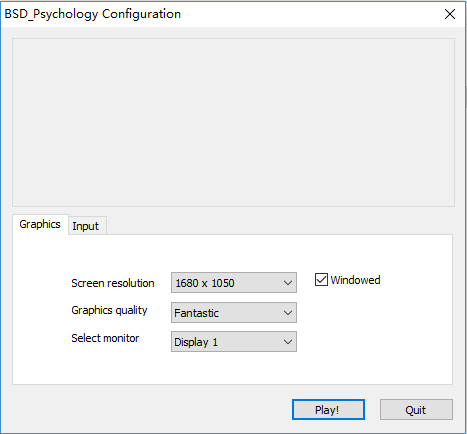 BSD_Psychology Configuration
Graphics Input
Screen resolution 1680 x 1050 Windowed
Graphics quality Fantastic
Select monitor Display 1
Play! Quit